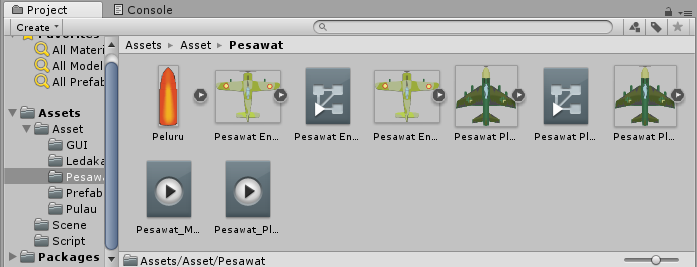 Project
Console
Create
Favorites
All Materi
All Model
All Prefab
Assets
Asset
GUI
Ledaka
Pesaw
Prefab
Pulau
Scene
Script
Packages
Assets ▸ Asset ▸ Pesawat
Peluru
Pesawat En...
Pesawat En...
Pesawat En...
Pesawat Pl...
Pesawat Pl...
Pesawat Pl...
Pesawat_M...
Pesawat_Pl...
Assets/Asset/Pesawat